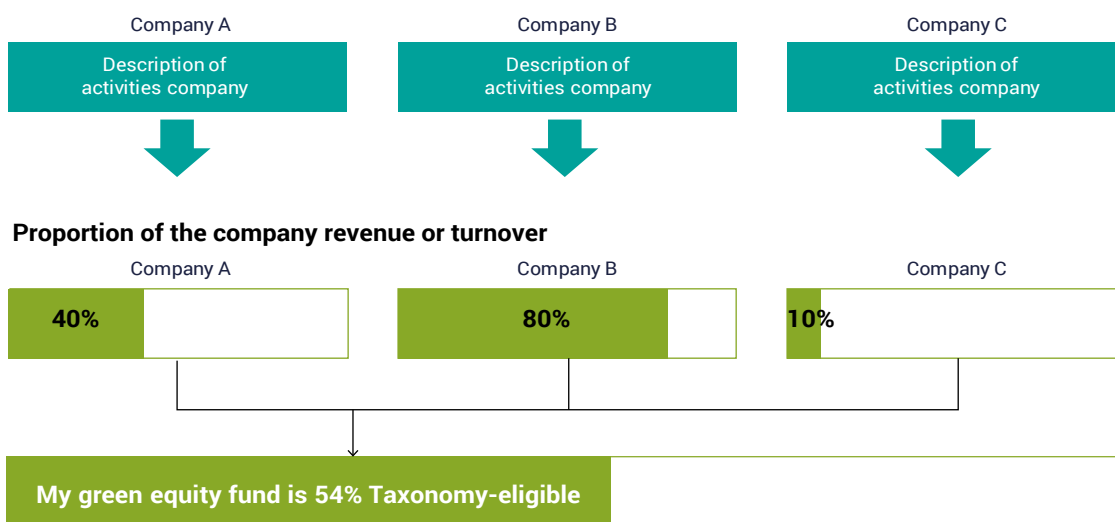 Company A
Company B
Company C
Description of
activities company
Description of
activities company
Description of
activities company
Proportion of the company revenue or turnover
Company A
Company B
Company C
40%
80%
10%
My green equity fund is 54% Taxonomy-eligible